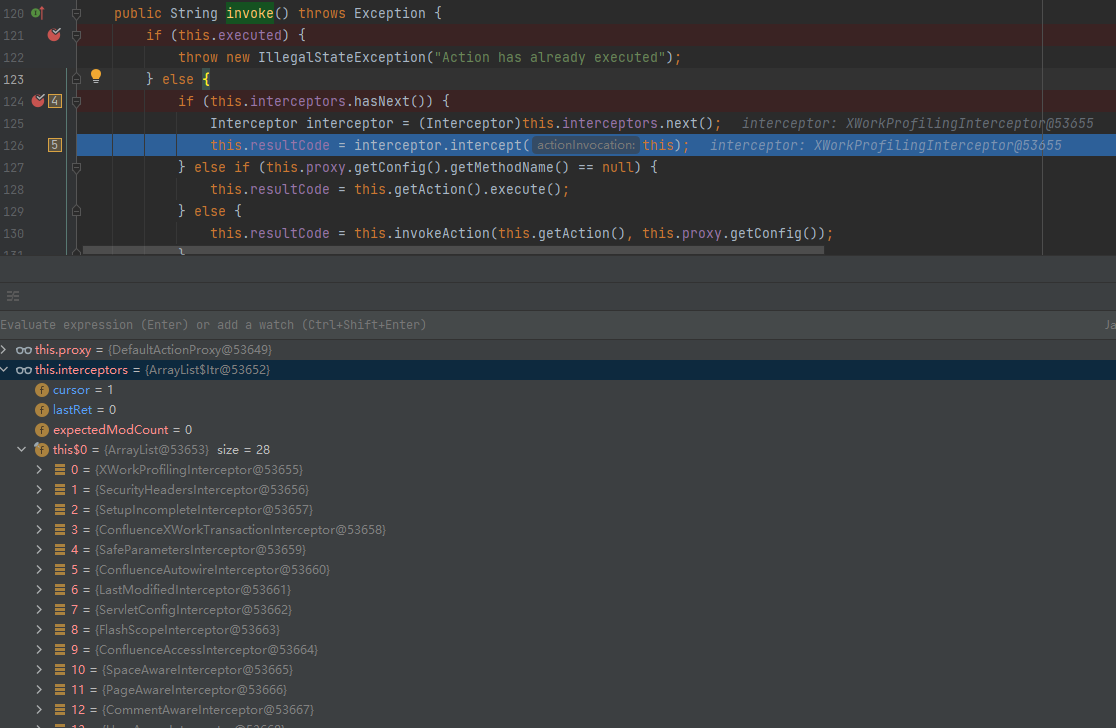 120 public String invoke() throws Exception {
121 if (this.executed) {
122 throw new IllegalStateException("Action has already executed");
123 } else {
124 4 if (this.interceptors.hasNext()) {
125 Interceptor interceptor = (Interceptor)this.interceptors.next(); interceptor: XWorkProfilingInterceptor@53655
126 5 this.resultCode = interceptor.intercept( actionInvocation: this); interceptor: XWorkProfilingInterceptor@53655
127 } else if (this.proxy.getConfig().getMethodName() == null) {
128 this.resultCode = this.getAction().execute();
129 } else {
130 this.resultCode = this.invokeAction(this.getAction(), this.proxy.getConfig());
131 }
Evaluate expression (Enter) or add a watch (Ctrl+Shift+Enter) Ja
this.proxy = {DefaultActionProxy@53649}
this.interceptors = {ArrayList$Itr@53652}
f cursor = 1
f lastRet = 0
f expectedModCount = 0
f this$0 = {ArrayList@53653} size = 28
0 = {XWorkProfilingInterceptor@53655}
1 = {SecurityHeadersInterceptor@53656}
2 = {SetupIncompleteInterceptor@53657}
3 = {ConfluenceXWorkTransactionInterceptor@53658}
4 = {SafeParametersInterceptor@53659}
5 = {ConfluenceAutowireInterceptor@53660}
6 = {LastModifiedInterceptor@53661}
7 = {ServletConfigInterceptor@53662}
8 = {FlashScopeInterceptor@53663}
9 = {ConfluenceAccessInterceptor@53664}
10 = {SpaceAwareInterceptor@53665}
11 = {PageAwareInterceptor@53666}
12 = {CommentAwareInterceptor@53667}